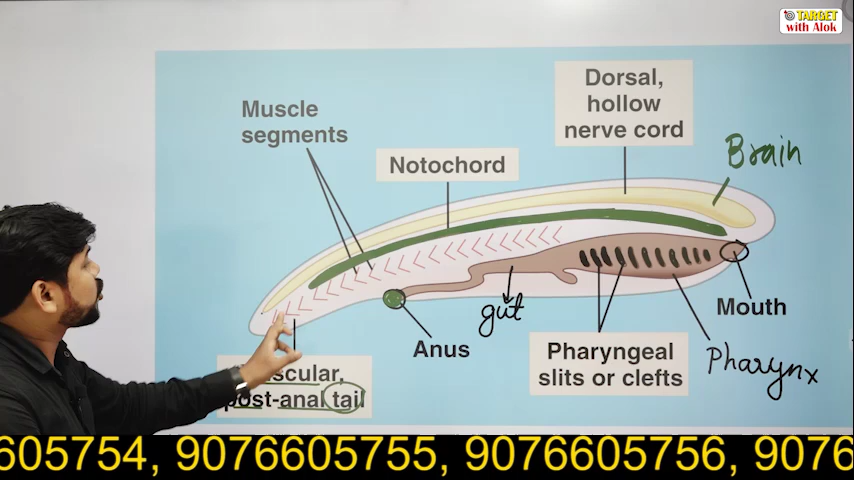 TARGET
with Alok
Dorsal,
hollow
nerve cord
Muscle
segments
Brain
Notochord
Mouth
gut
Anus
Pharyngeal
slits or clefts
Pharynx
post-anal tail
605754, 9076605755, 9076605756, 9076